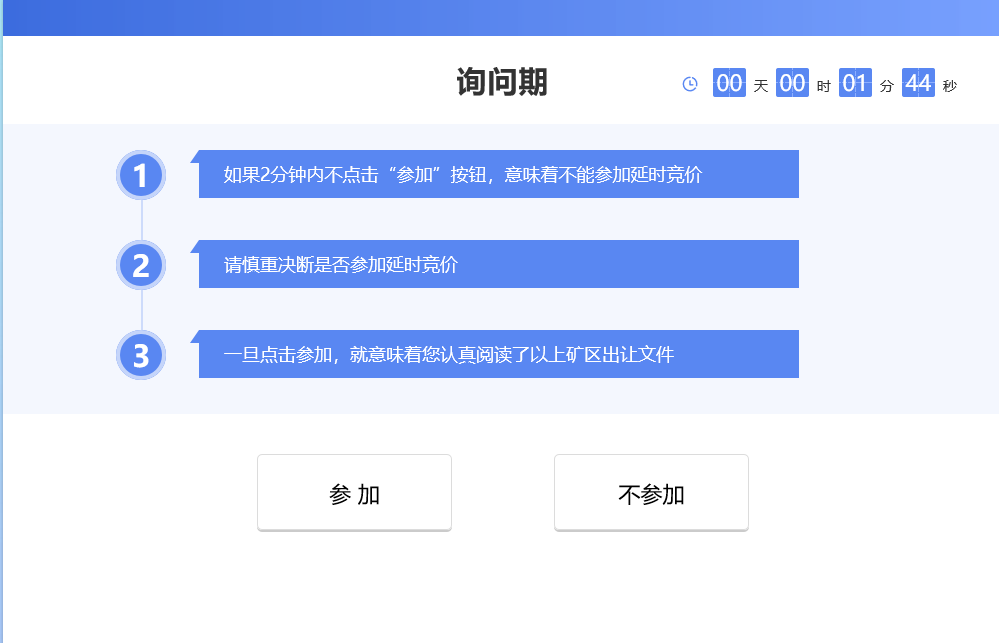 询问期
00 天 00 时 01 分 44 秒
1 如果2分钟内不点击“参加”按钮，意味着不能参加延时竞价
2 请慎重决断是否参加延时竞价
3 一旦点击参加，就意味着您认真阅读了以上矿区出让文件
参 加 不参加